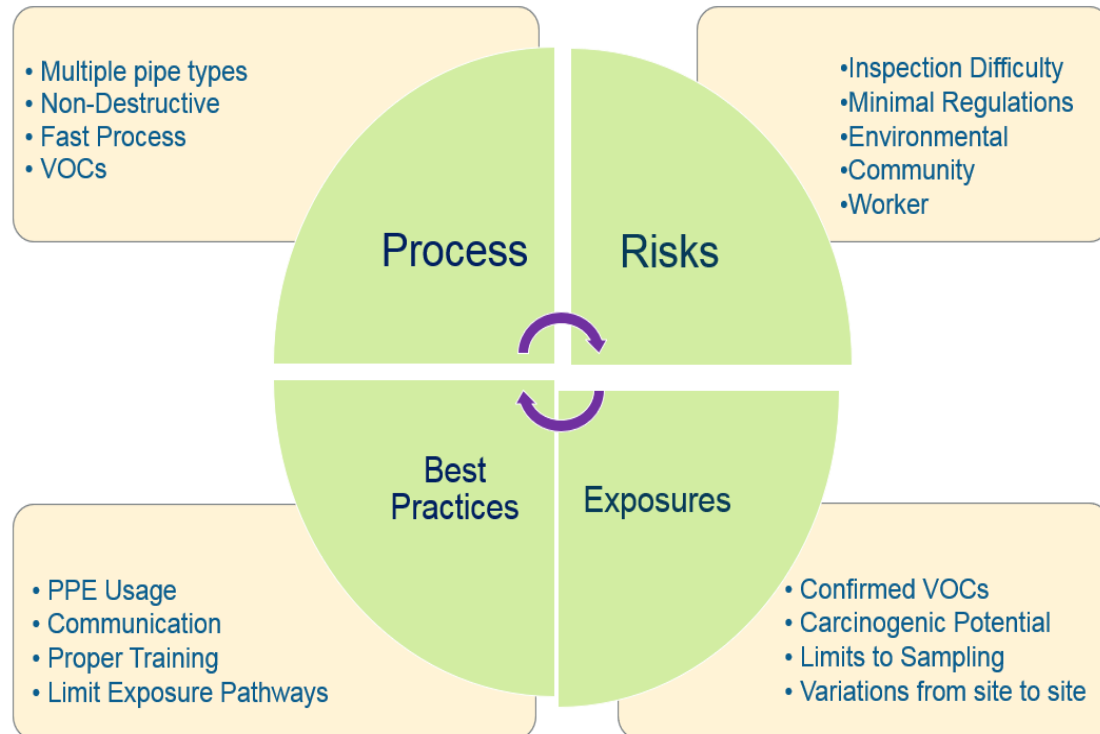 • Multiple pipe types
• Non-Destructive
• Fast Process
• VOCs
•Inspection Difficulty
•Minimal Regulations
•Environmental
•Community
•Worker
Process
Risks
Best
Practices
Exposures
• PPE Usage
• Communication
• Proper Training
• Limit Exposure Pathways
• Confirmed VOCs
• Carcinogenic Potential
• Limits to Sampling
• Variations from site to site